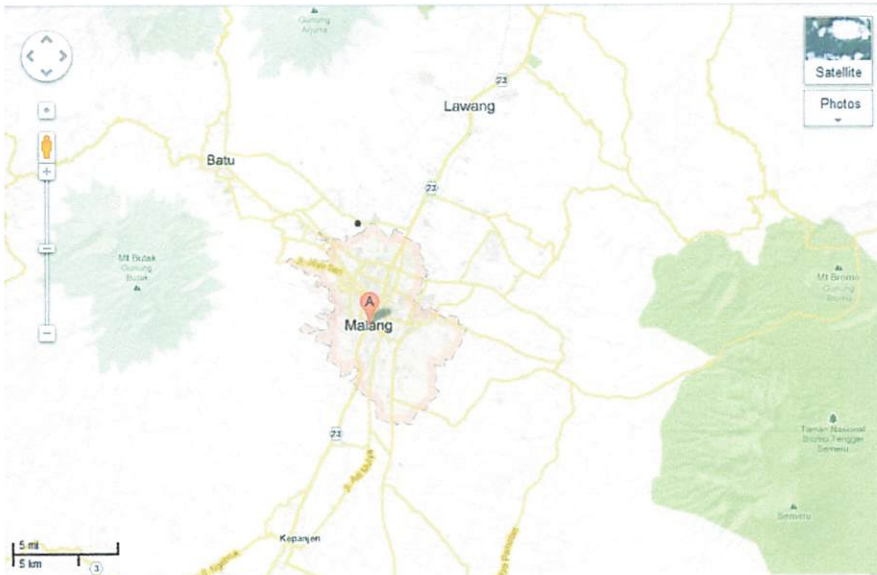 Gunung
Arjuna
Satellite
Photos
23
Lawang
23
Batu
Mt Butak
Gunung
Butak
Mt Bromo
Gunung
Bromo
A
Malang
Taman Nasional
Bromo Tengger
Semeru
23
Semeru
Kepanjen
5 mi
5 km
3